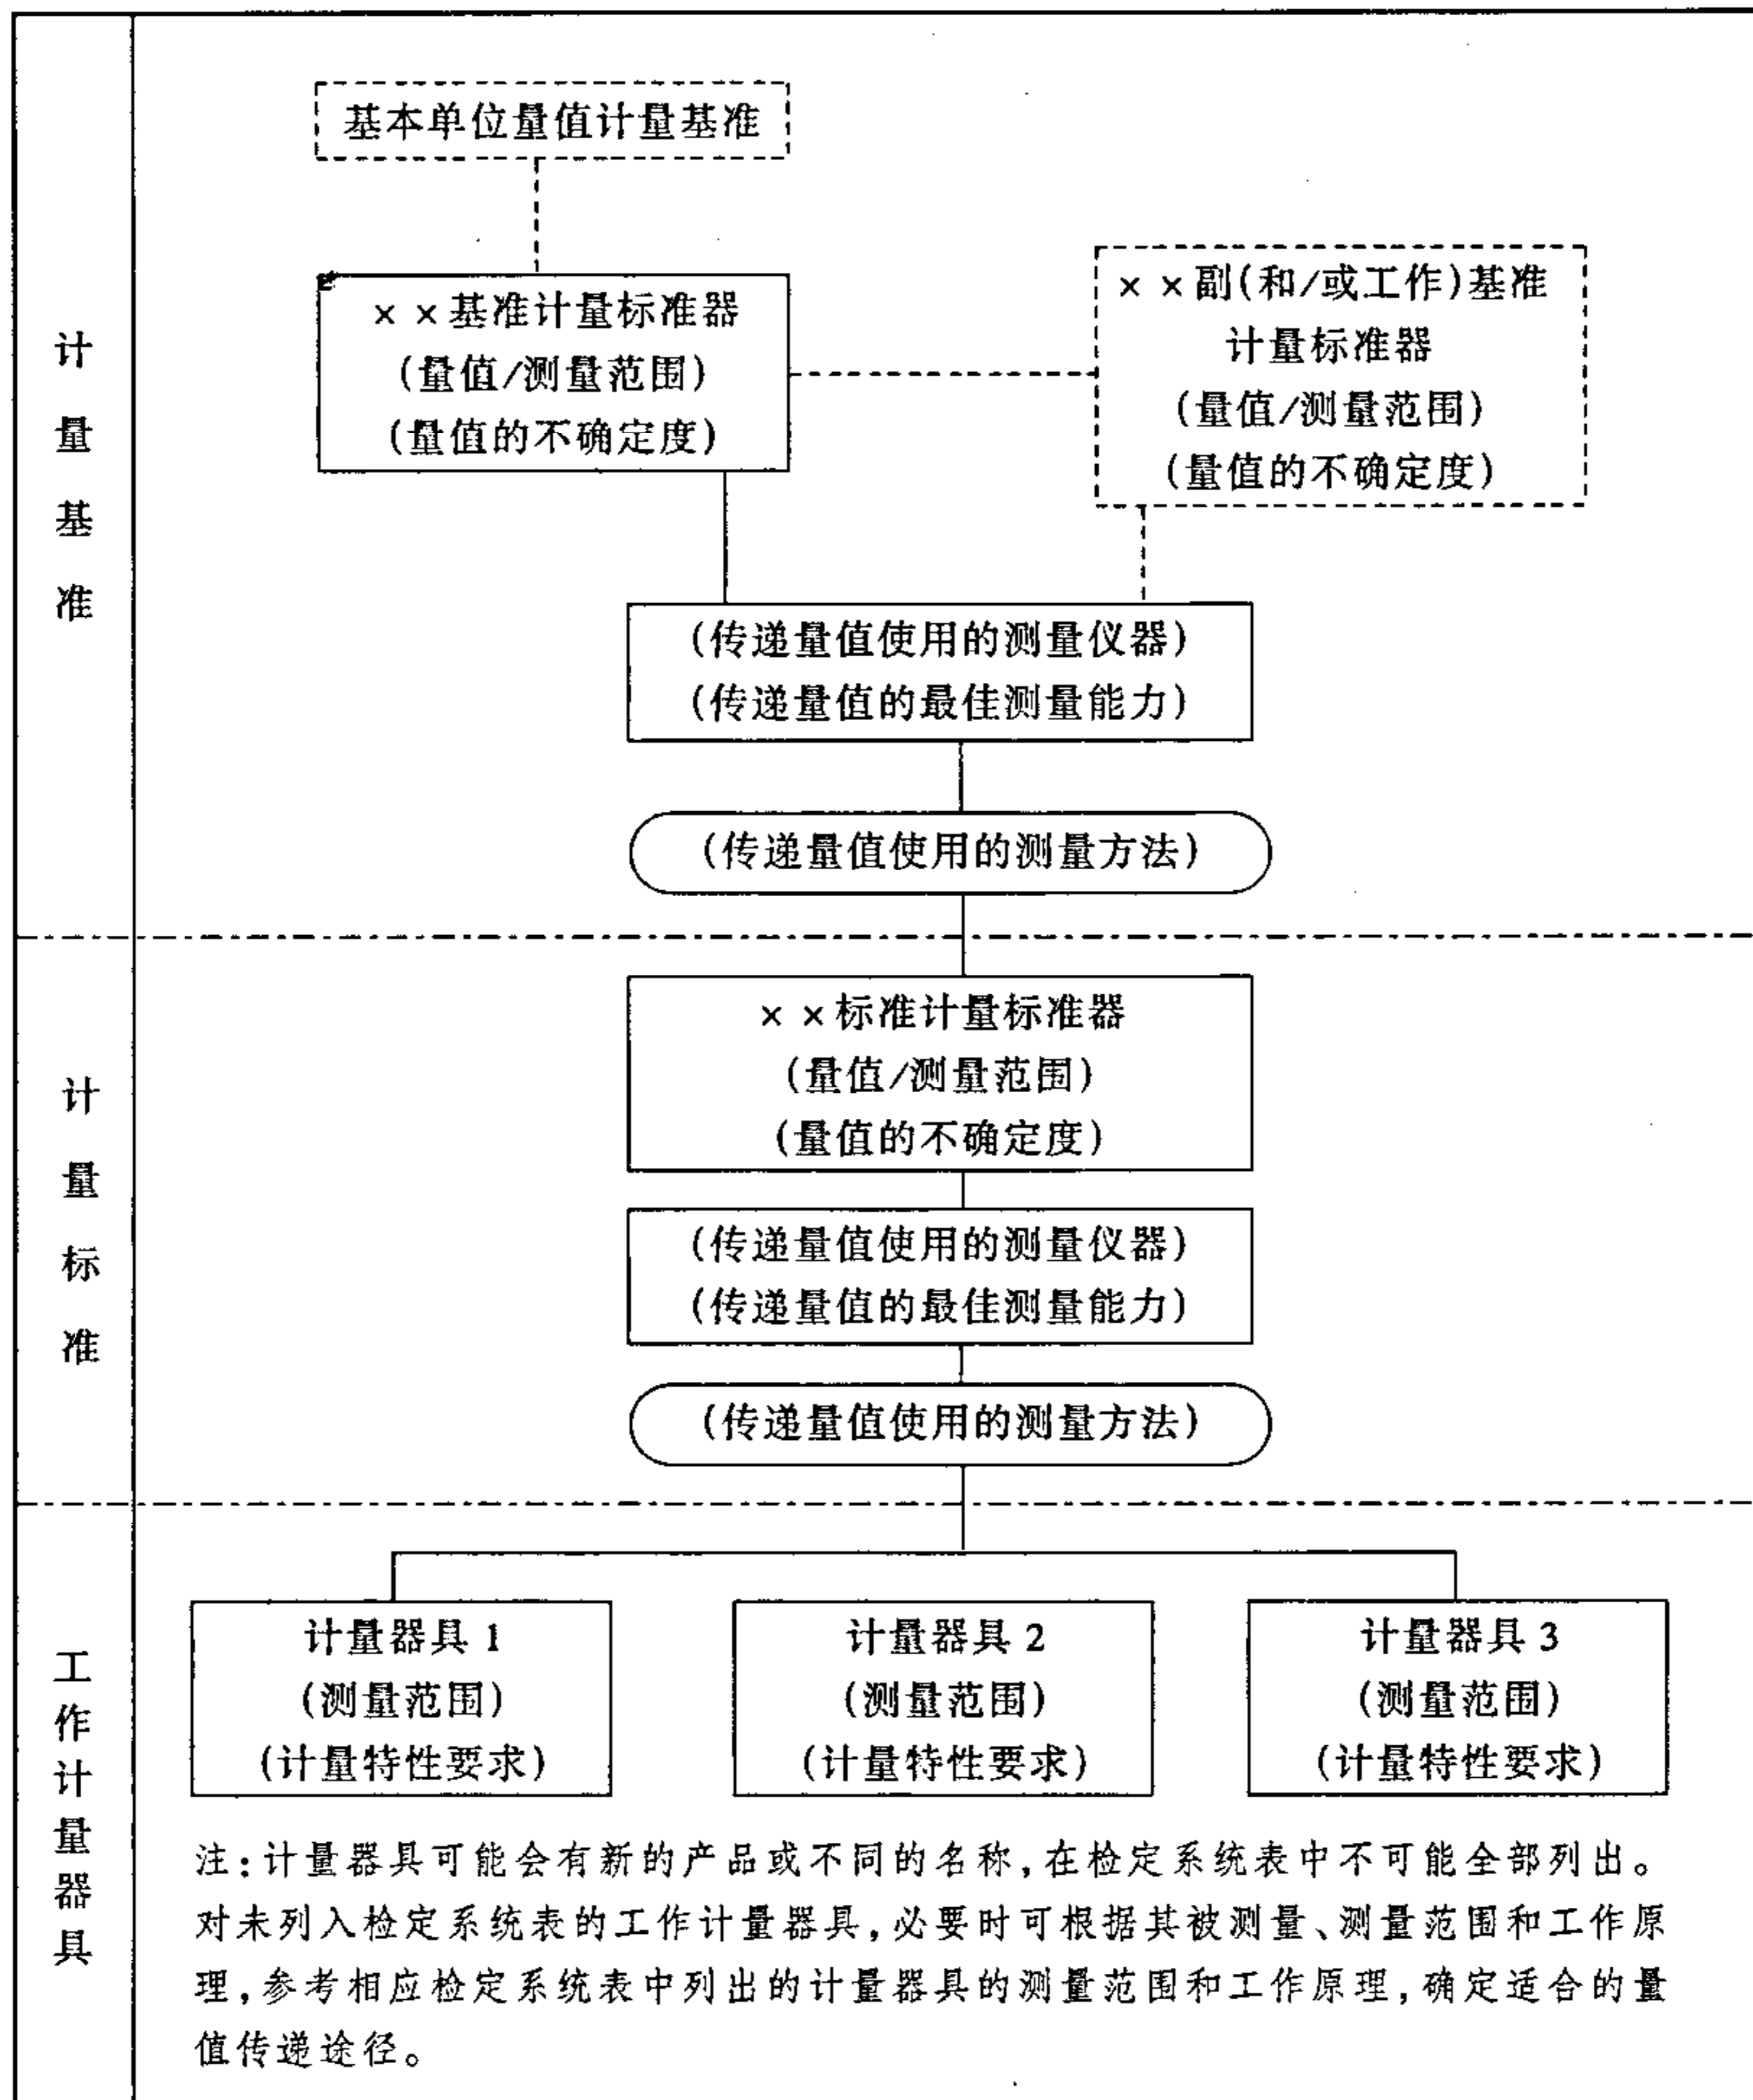 计量基准
基本单位量值计量基准
××基准计量标准器
(量值/测量范围)
(量值的不确定度)
××副(和/或工作)基准
计量标准器
(量值/测量范围)
(量值的不确定度)
(传递量值使用的测量仪器)
(传递量值的最佳测量能力)
(传递量值使用的测量方法)
计量标准
××标准计量标准器
(量值/测量范围)
(量值的不确定度)
(传递量值使用的测量仪器)
(传递量值的最佳测量能力)
(传递量值使用的测量方法)
工作计量器具
计量器具 1
(测量范围)
(计量特性要求)
计量器具 2
(测量范围)
(计量特性要求)
计量器具 3
(测量范围)
(计量特性要求)
注:计量器具可能会有新的产品或不同的名称,在检定系统表中不可能全部列出。
对未列入检定系统表的工作计量器具,必要时可根据其被测量、测量范围和工作原
理,参考相应检定系统表中列出的计量器具的测量范围和工作原理,确定适合的量
值传递途径。